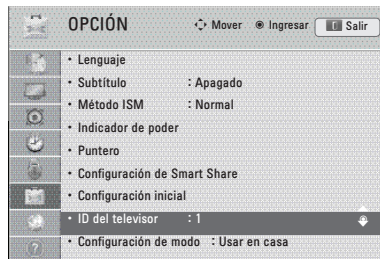 OPCIÓN Mover Ingresar Salir
• Lenguaje
• Subtítulo : Apagado
• Método ISM : Normal
• Indicador de poder
• Puntero
• Configuración de Smart Share
• Configuración inicial
• ID del televisor : 1
• Configuración de modo : Usar en casa